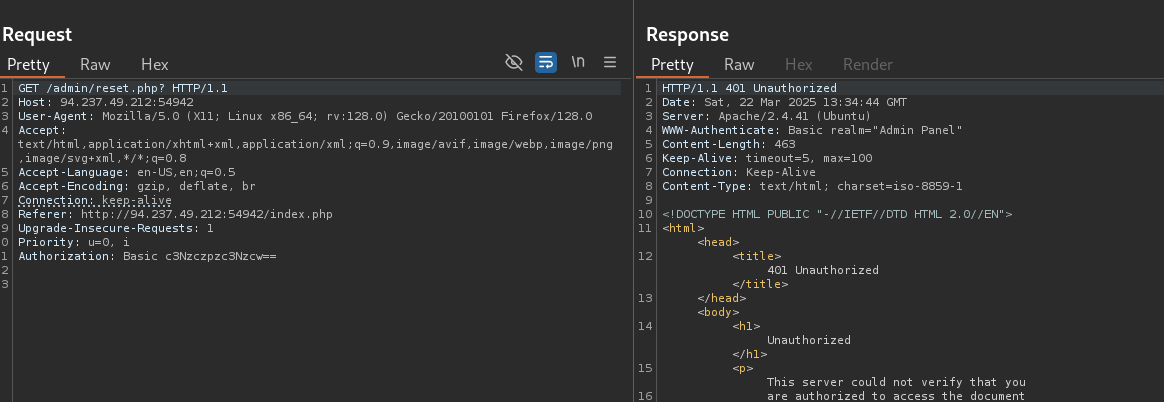 Request
Pretty Raw Hex
\n
1 GET /admin/reset.php? HTTP/1.1
2 Host: 94.237.49.212:54942
3 User-Agent: Mozilla/5.0 (X11; Linux x86_64; rv:128.0) Gecko/20100101 Firefox/128.0
4 Accept:
text/html,application/xhtml+xml,application/xml;q=0.9,image/avif,image/webp,image/png
,image/svg+xml,*/*;q=0.8
5 Accept-Language: en-US,en;q=0.5
6 Accept-Encoding: gzip, deflate, br
7 Connection: keep-alive
8 Referer: http://94.237.49.212:54942/index.php
9 Upgrade-Insecure-Requests: 1
0 Priority: u=0, i
1 Authorization: Basic c3Nzczpzc3Nzcw==
2
3
Response
Pretty Raw Hex Render
1 HTTP/1.1 401 Unauthorized
2 Date: Sat, 22 Mar 2025 13:34:44 GMT
3 Server: Apache/2.4.41 (Ubuntu)
4 WWW-Authenticate: Basic realm="Admin Panel"
5 Content-Length: 463
6 Keep-Alive: timeout=5, max=100
7 Connection: Keep-Alive
8 Content-Type: text/html; charset=iso-8859-1
9
10 <!DOCTYPE HTML PUBLIC "-//IETF//DTD HTML 2.0//EN">
11 <html>
<head>
12 <title>
401 Unauthorized
</title>
13 </head>
<body>
14 <h1>
Unauthorized
</h1>
15 <p>
This server could not verify that you
16 are authorized to access the document